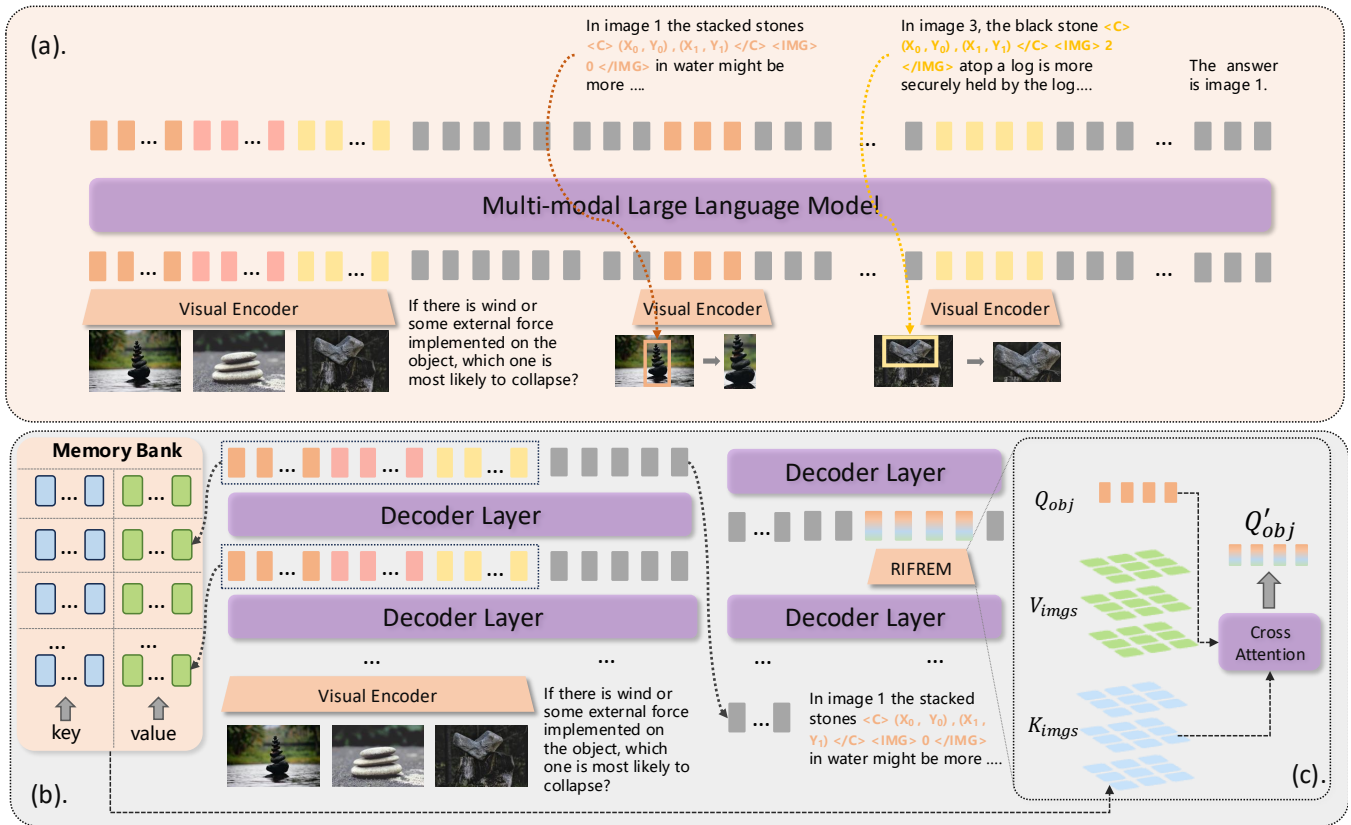 (a).
In image 1 the stacked stones
<C> (X₀ , Y₀) , (X₁ , Y₁) </C> <IMG>
0 </IMG> in water might be
more ....
In image 3, the black stone <C>
(X₀ , Y₀) , (X₁ , Y₁) </C> <IMG> 2
</IMG> atop a log is more
securely held by the log....
The answer
is image 1.
... ... ... ... ...
Multi-modal Large Language Model
... ... ... ... ...
Visual Encoder
If there is wind or
some external force
implemented on the
object, which one is
most likely to collapse?
Visual Encoder
Visual Encoder
(b).
Memory Bank
... ...
... ...
... ...
...
...
... ...
key
value
... ... ...
Decoder Layer
... ... ...
Decoder Layer
... ...
Visual Encoder
If there is wind or
some external force
implemented on the
object, which
one is most likely to
collapse?
Decoder Layer
...
RIFREM
Decoder Layer
... ...
...
In image 1 the stacked
stones <C> (X₀ , Y₀) , (X₁ ,
Y₁) </C> <IMG> 0 </IMG>
in water might be more ....
Q_obj
Q'_obj
V_imgs
Cross
Attention
K_imgs
(c).